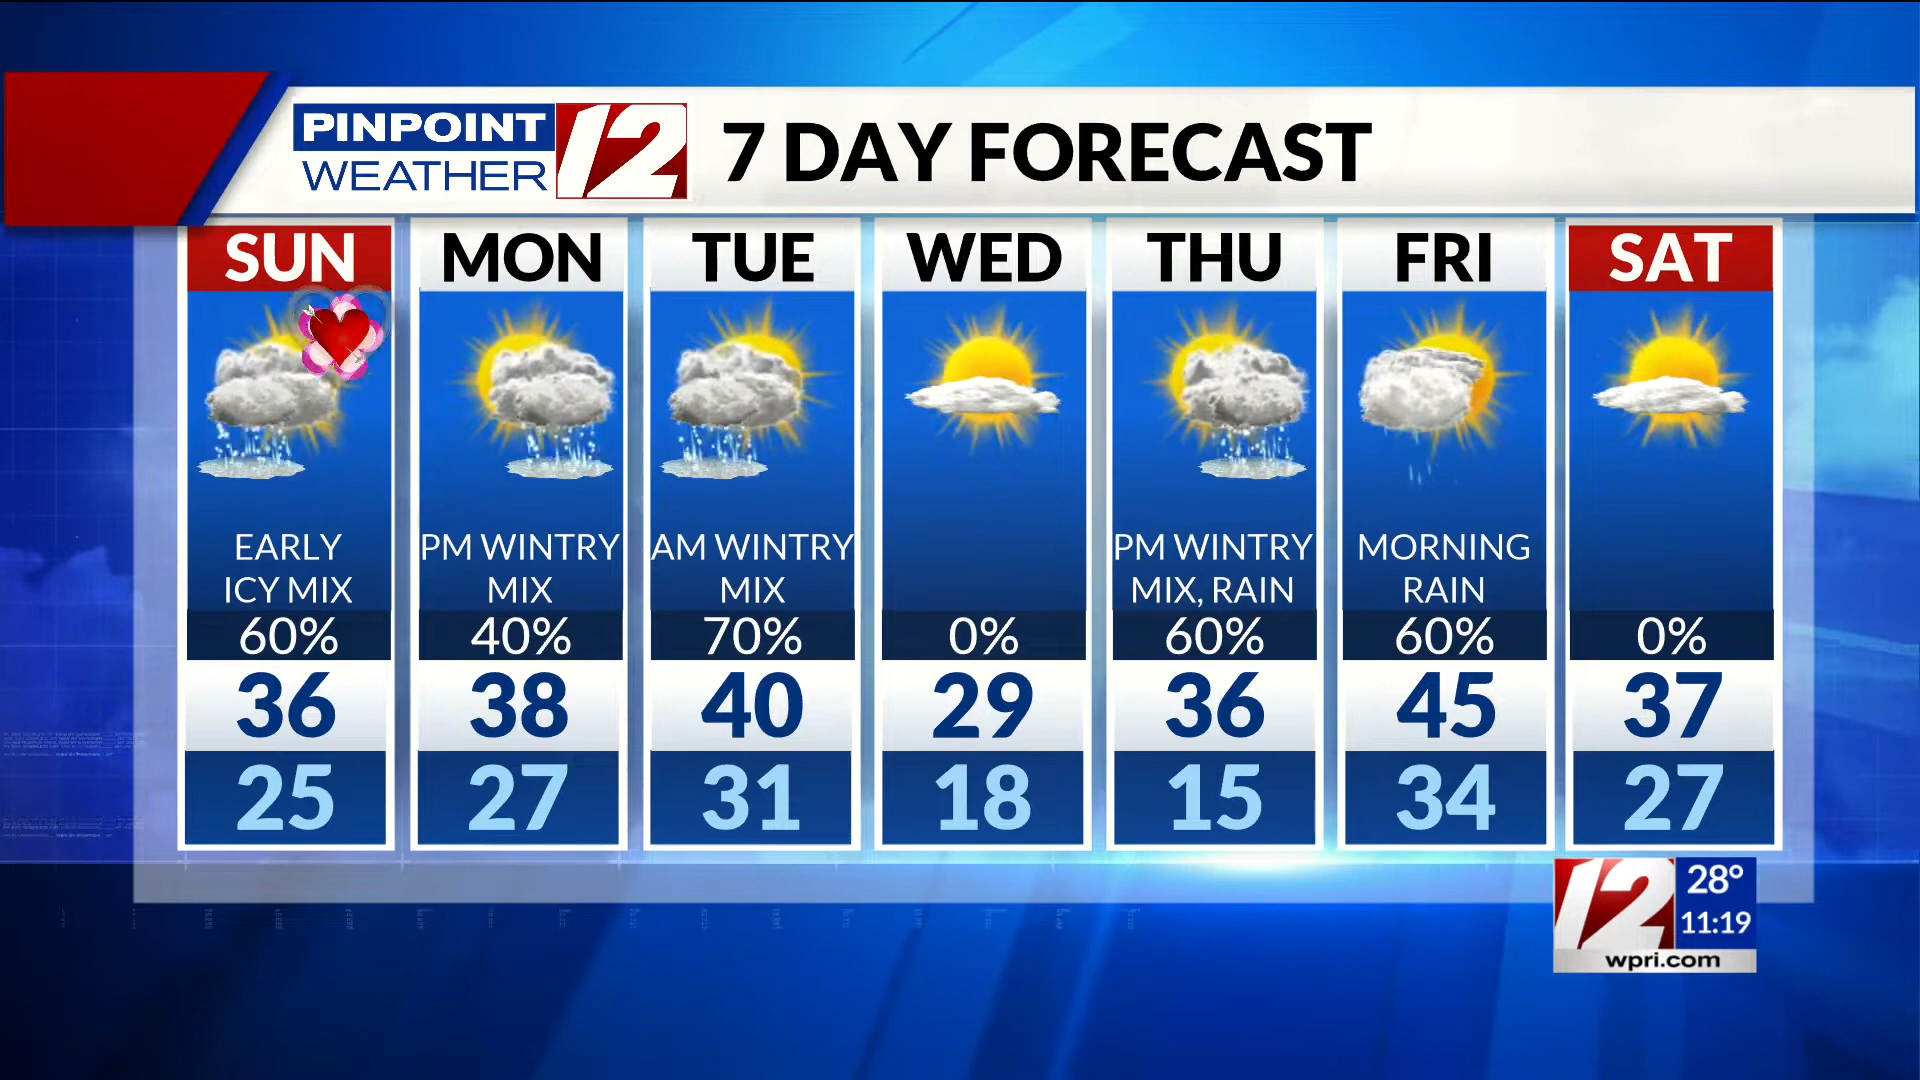 PINPOINT
WEATHER
12
7 DAY FORECAST
SUN
MON
TUE
WED
THU
FRI
SAT
EARLY
ICY MIX
PM WINTRY
MIX
AM WINTRY
MIX
PM WINTRY
MIX, RAIN
MORNING
RAIN
60%
40%
70%
0%
60%
60%
0%
36
38
40
29
36
45
37
25
27
31
18
15
34
27
12
28°
11:19
wpri.com